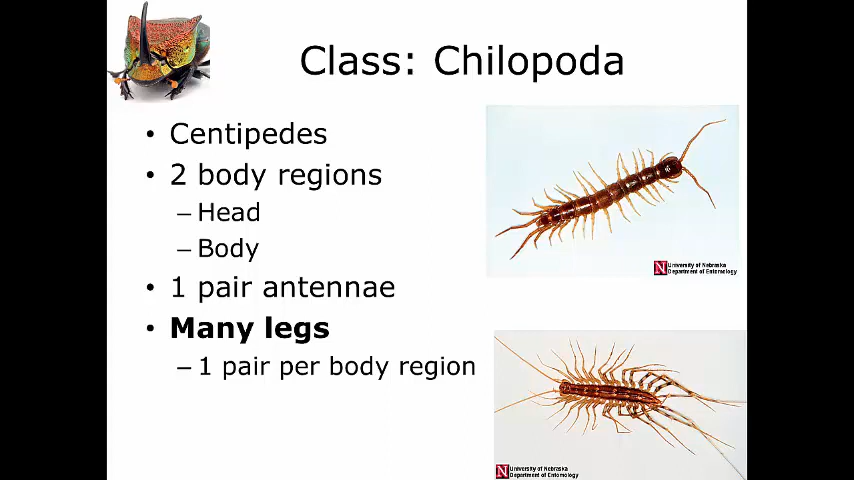 Class: Chilopoda
• Centipedes
• 2 body regions
– Head
– Body
• 1 pair antennae
• Many legs
– 1 pair per body region
N University of Nebraska
Department of Entomology
N University of Nebraska
Department of Entomology